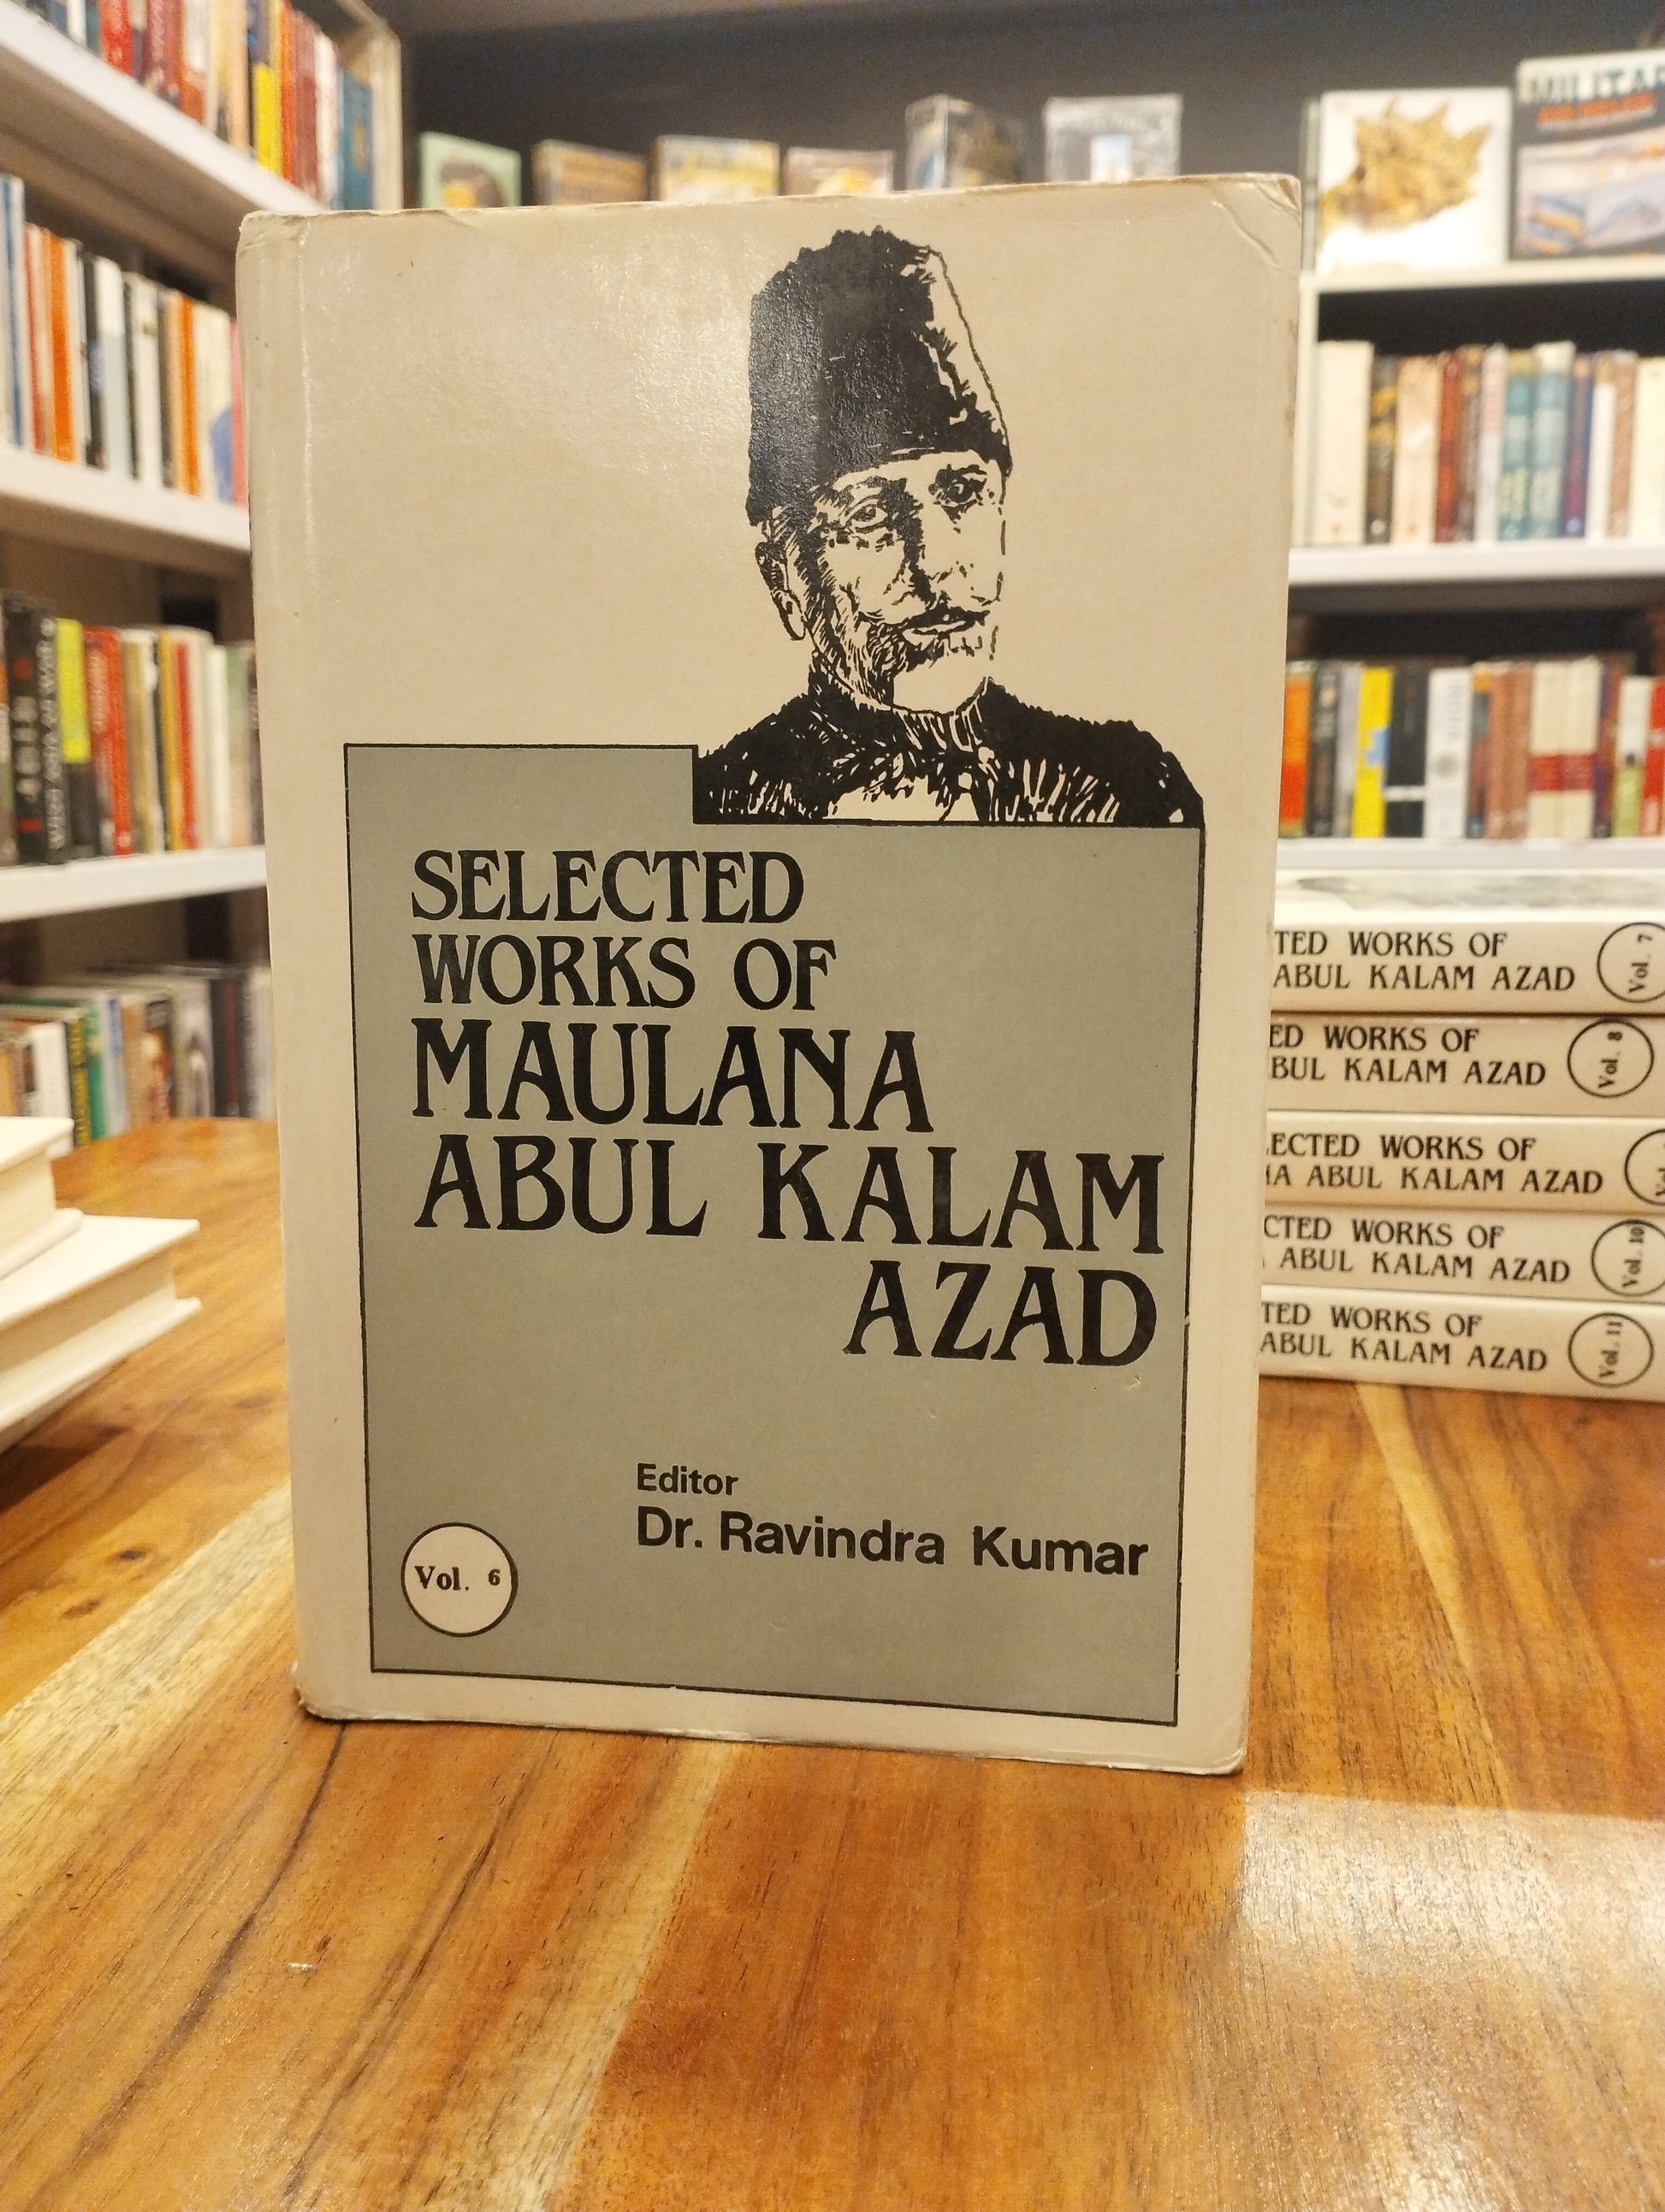 SELECTED
WORKS OF
MAULANA
ABUL KALAM
AZAD
Editor
Dr. Ravindra Kumar
Vol. 6
TED WORKS OF
ABUL KALAM AZAD
Vol. 7
ED WORKS OF
BUL KALAM AZAD
Vol. 8
LECTED WORKS OF
NA ABUL KALAM AZAD
CTED WORKS OF
ABUL KALAM AZAD
Vol. 10
TED WORKS OF
ABUL KALAM AZAD
Vol. 11